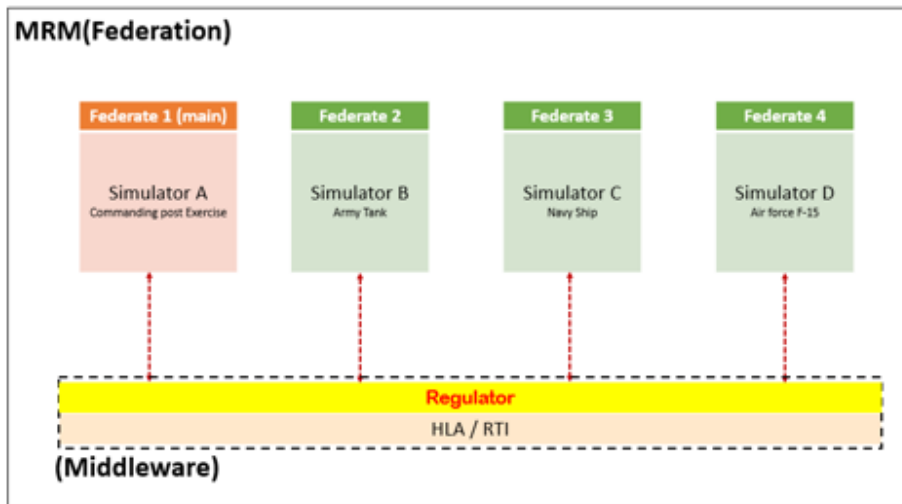 MRM(Federation)
Federate 1 (main)
Simulator A
Commanding post Exercise
Federate 2
Simulator B
Army Tank
Federate 3
Simulator C
Navy Ship
Federate 4
Simulator D
Air force F-15
Regulator
HLA / RTI
(Middleware)